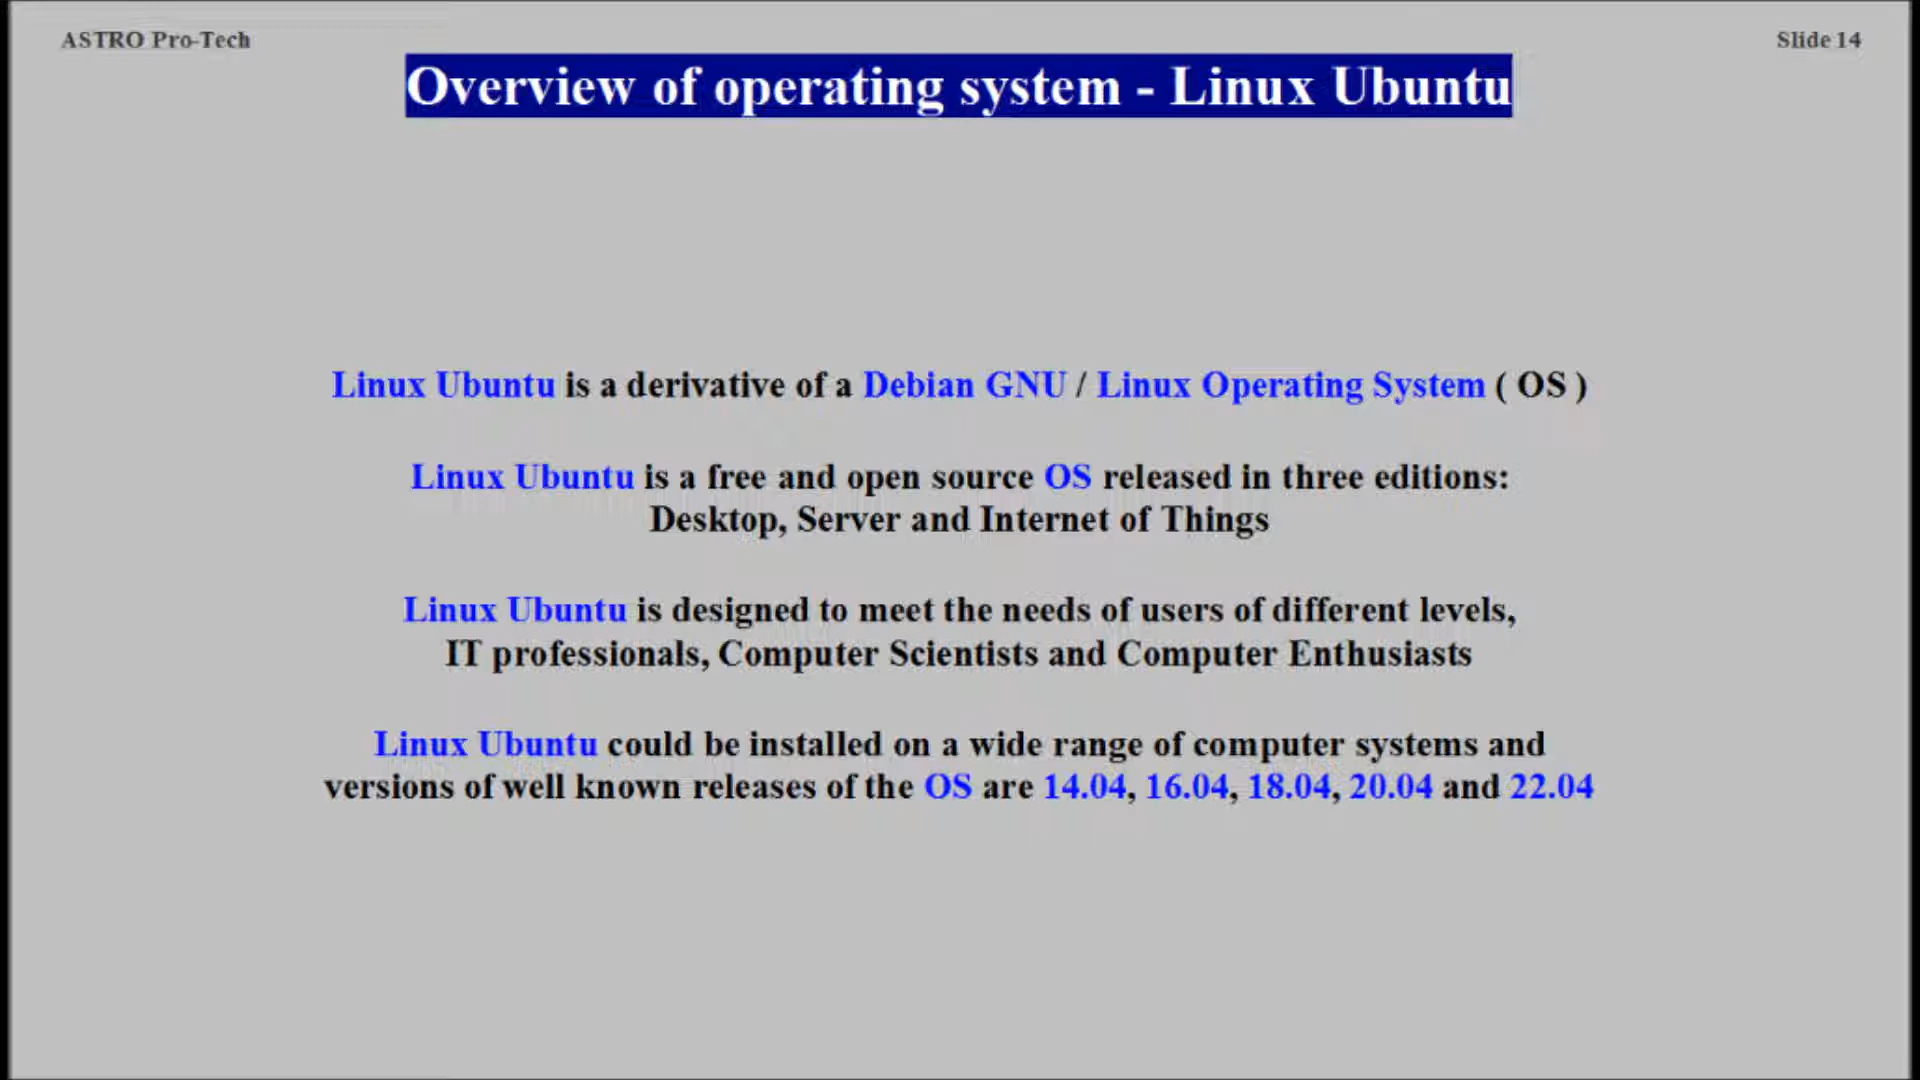 ASTRO Pro-Tech
Slide 14
Overview of operating system - Linux Ubuntu
Linux Ubuntu is a derivative of a Debian GNU / Linux Operating System ( OS )
Linux Ubuntu is a free and open source OS released in three editions:
Desktop, Server and Internet of Things
Linux Ubuntu is designed to meet the needs of users of different levels,
IT professionals, Computer Scientists and Computer Enthusiasts
Linux Ubuntu could be installed on a wide range of computer systems and
versions of well known releases of the OS are 14.04, 16.04, 18.04, 20.04 and 22.04